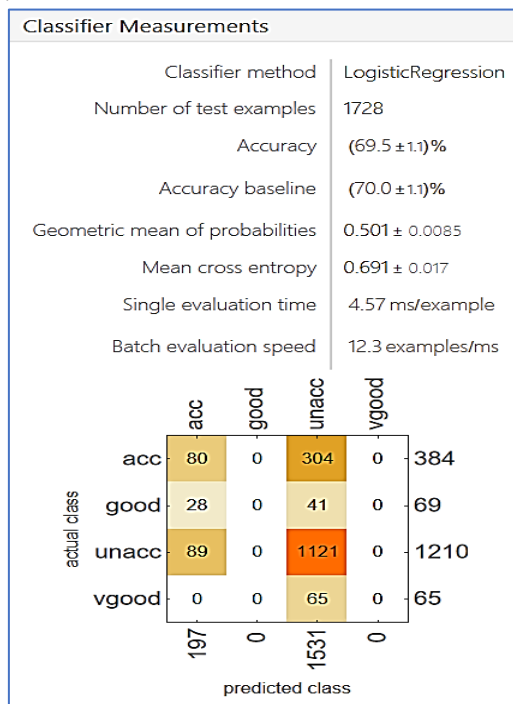 Classifier Measurements
Classifier method LogisticRegression
Number of test examples 1728
Accuracy (69.5 ±1.1)%
Accuracy baseline (70.0 ±1.1)%
Geometric mean of probabilities 0.501 ± 0.0085
Mean cross entropy 0.691 ± 0.017
Single evaluation time 4.57 ms/example
Batch evaluation speed 12.3 examples/ms
acc good unacc vgood
actual class
acc 80 0 304 0 384
good 28 0 41 0 69
unacc 89 0 1121 0 1210
vgood 0 0 65 0 65
197 0 1531 0
predicted class